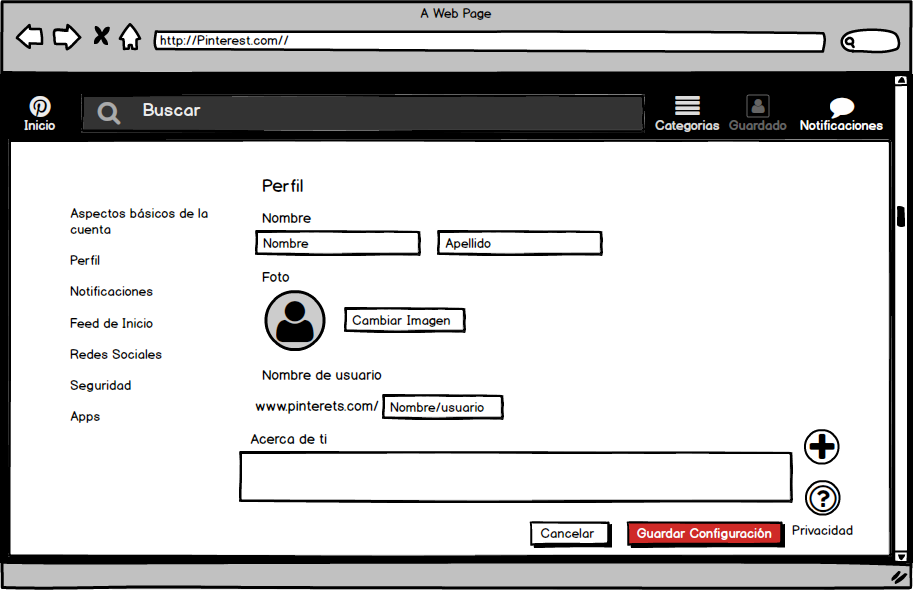 A Web Page
http://Pinterest.com//
Inicio
Buscar
Categorias
Guardado
Notificaciones
Perfil
Aspectos básicos de la
cuenta
Perfil
Notificaciones
Feed de Inicio
Redes Sociales
Seguridad
Apps
Nombre
Nombre
Apellido
Foto
Cambiar Imagen
Nombre de usuario
www.pinterets.com/
Nombre/usuario
Acerca de ti
?
Cancelar
Guardar Configuración
Privacidad